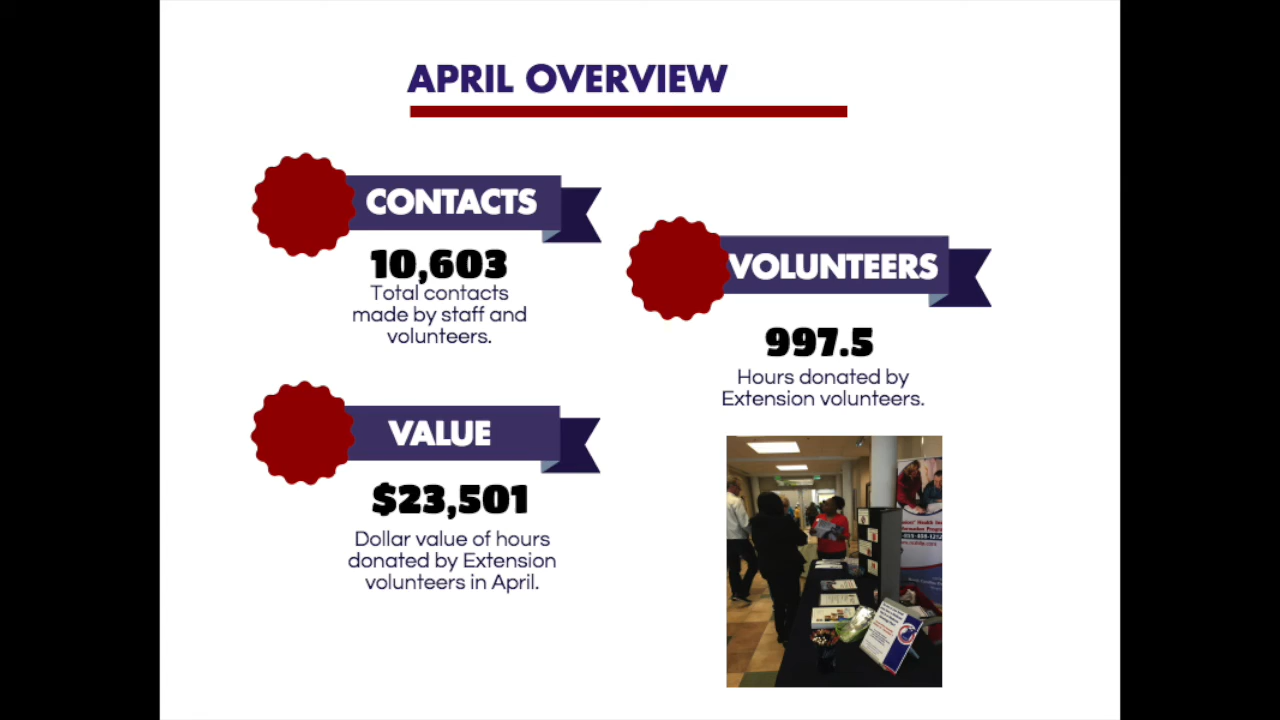 APRIL OVERVIEW
CONTACTS
10,603
Total contacts
made by staff and
volunteers.
VALUE
$23,501
Dollar value of hours
donated by Extension
volunteers in April.
VOLUNTEERS
997.5
Hours donated by
Extension volunteers.